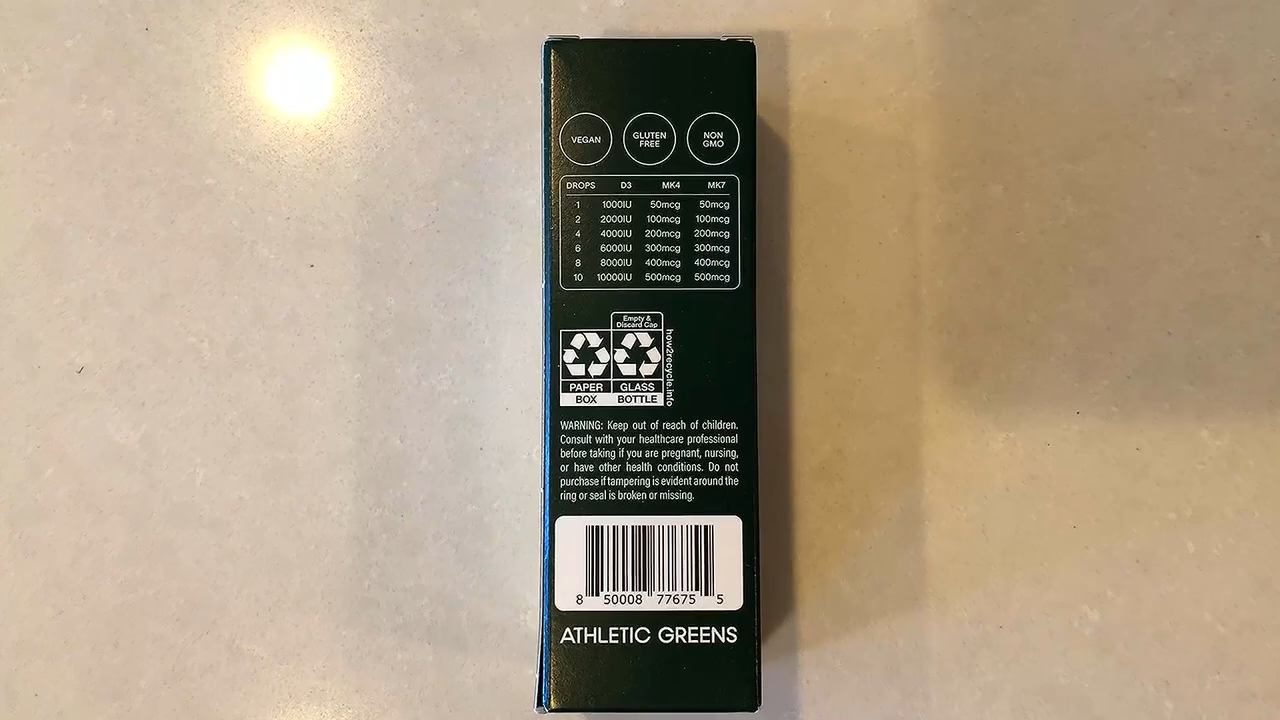 VEGAN
GLUTEN
FREE
NON
GMO
DROPS D3 MK4 MK7
1 1000IU 50mcg 50mcg
2 2000IU 100mcg 100mcg
4 4000IU 200mcg 200mcg
6 6000IU 300mcg 300mcg
8 8000IU 400mcg 400mcg
10 10000IU 500mcg 500mcg
Empty &
Discard Cap
PAPER GLASS
BOX BOTTLE
how2recycle.info
WARNING: Keep out of reach of children.
Consult with your healthcare professional
before taking if you are pregnant, nursing,
or have other health conditions. Do not
purchase if tampering is evident around the
ring or seal is broken or missing.
8 50008 77675 5
ATHLETIC GREENS